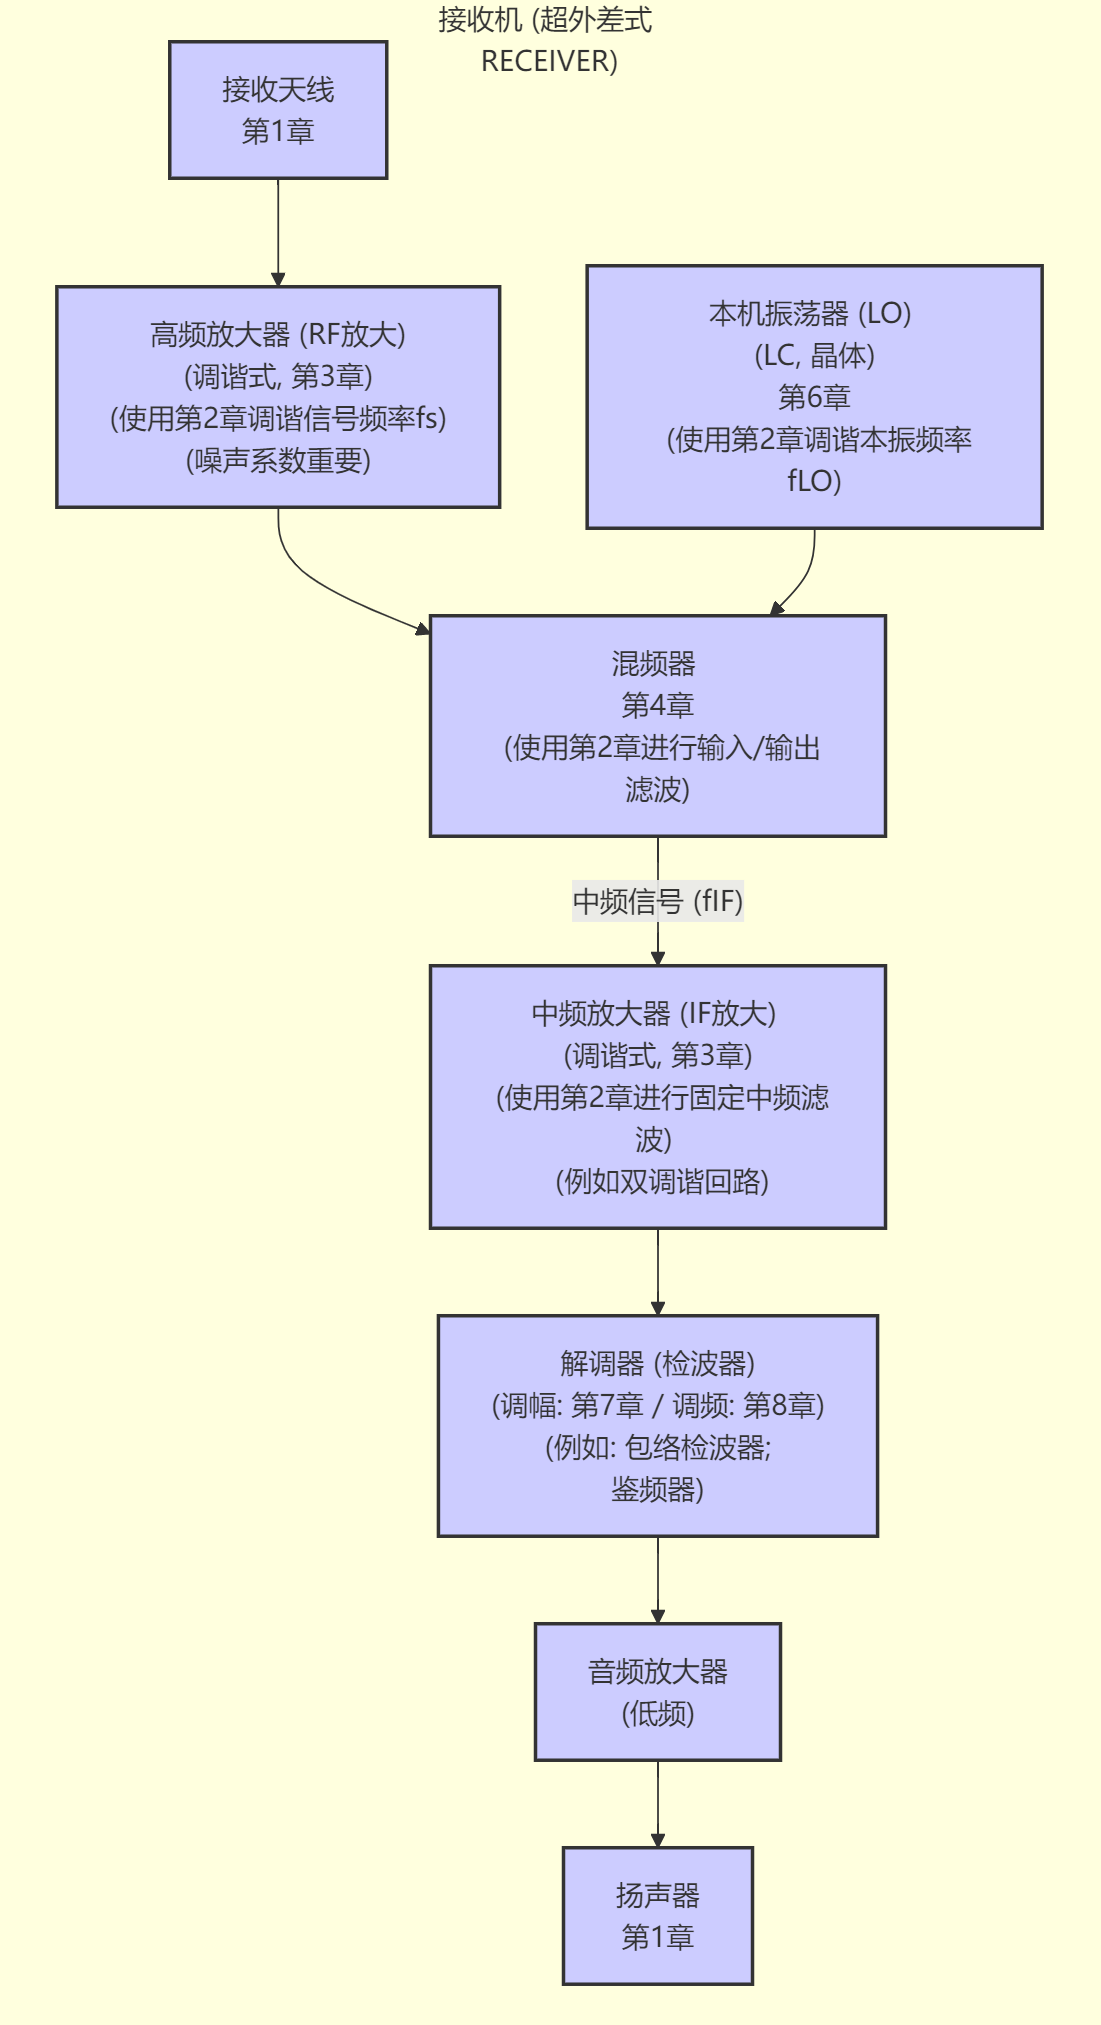 接收机 (超外差式
RECEIVER)
接收天线
第1章
高频放大器 (RF放大)
(调谐式, 第3章)
(使用第2章调谐信号频率fs)
(噪声系数重要)
本机振荡器 (LO)
(LC, 晶体)
第6章
(使用第2章调谐本振频率
fLO)
混频器
第4章
(使用第2章进行输入/输出
滤波)
中频信号 (fIF)
中频放大器 (IF放大)
(调谐式, 第3章)
(使用第2章进行固定中频滤
波)
(例如双调谐回路)
解调器 (检波器)
(调幅: 第7章 / 调频: 第8章)
(例如: 包络检波器;
鉴频器)
音频放大器
(低频)
扬声器
第1章